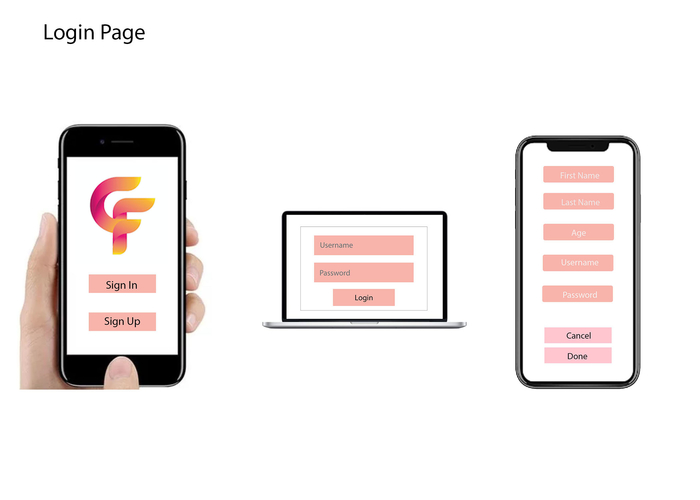 Login Page
Sign In
Sign Up
Username
Password
Login
First Name
Last Name
Age
Username
Password
Cancel
Done